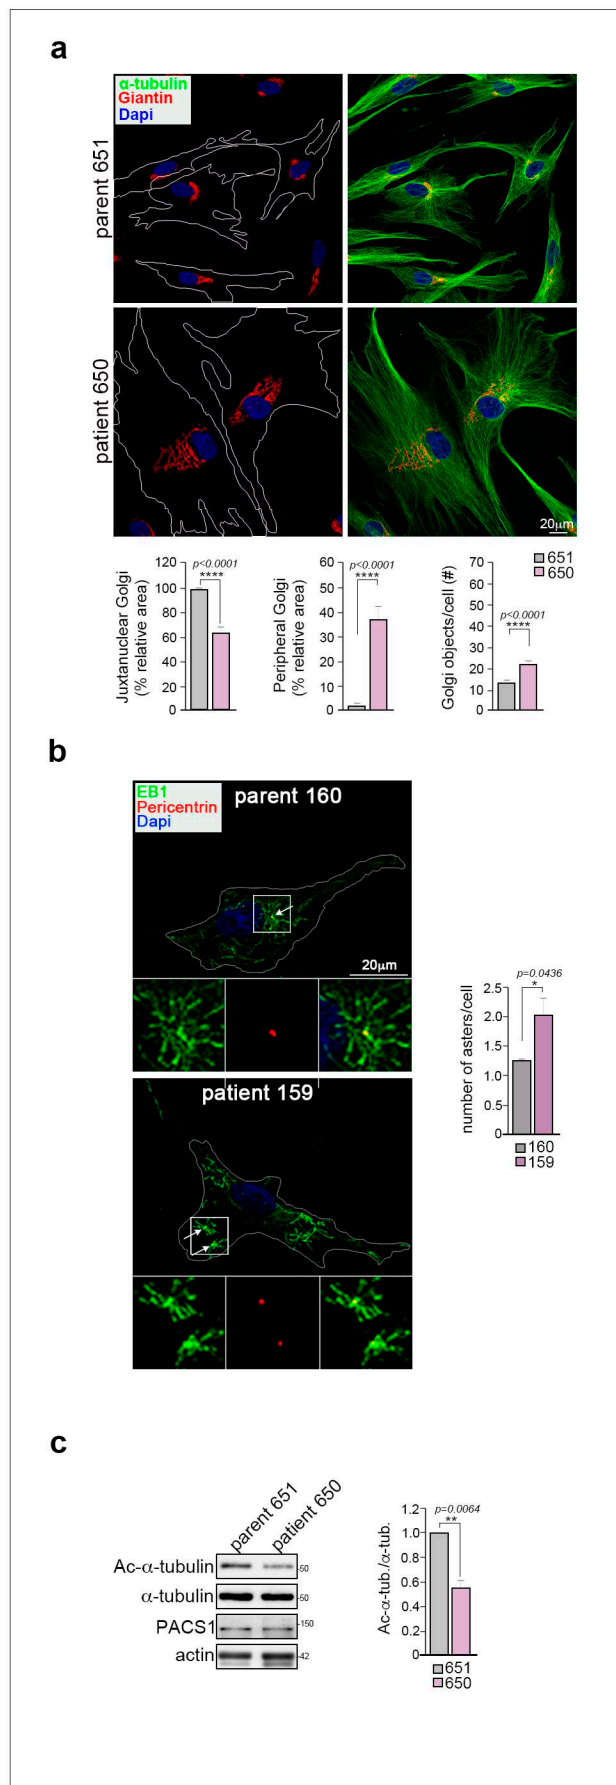 a
α-tubulin
Giantin
Dapi
parent 651
patient 650
20μm
Juxtanuclear Golgi
(% relative area)
120
100
80
60
40
20
0
p<0.0001
****
Peripheral Golgi
(% relative area)
60
50
40
30
20
10
0
p<0.0001
****
Golgi objects/cell (#)
70
60
50
40
30
20
10
0
p<0.0001
****
651
650
b
EB1
Pericentrin
Dapi
parent 160
20μm
patient 159
number of asters/cell
2.5
2.0
1.5
1.0
0.5
0
p=0.0436
*
160
159
c
parent 651
patient 650
Ac-α-tubulin
-50
α-tubulin
-50
PACS1
-150
actin
-42
Ac-α-tub./α-tub.
1.2
1.0
0.8
0.6
0.4
0.2
0
p=0.0064
**
651
650